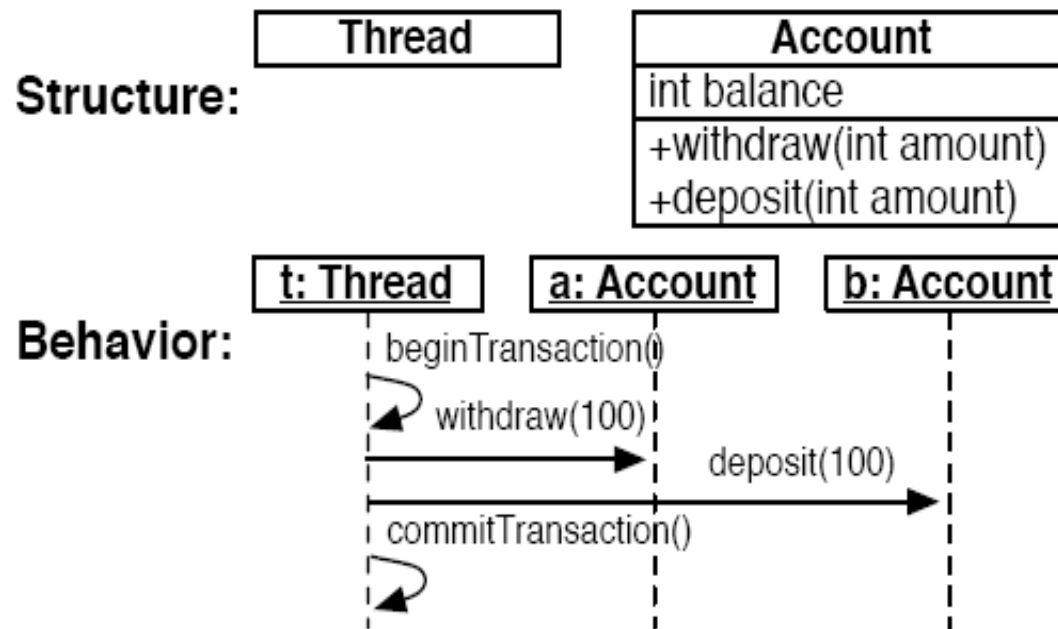 Thread
Account
Structure:
int balance
+withdraw(int amount)
+deposit(int amount)
t: Thread
a: Account
b: Account
Behavior:
beginTransaction()
withdraw(100)
deposit(100)
commitTransaction()